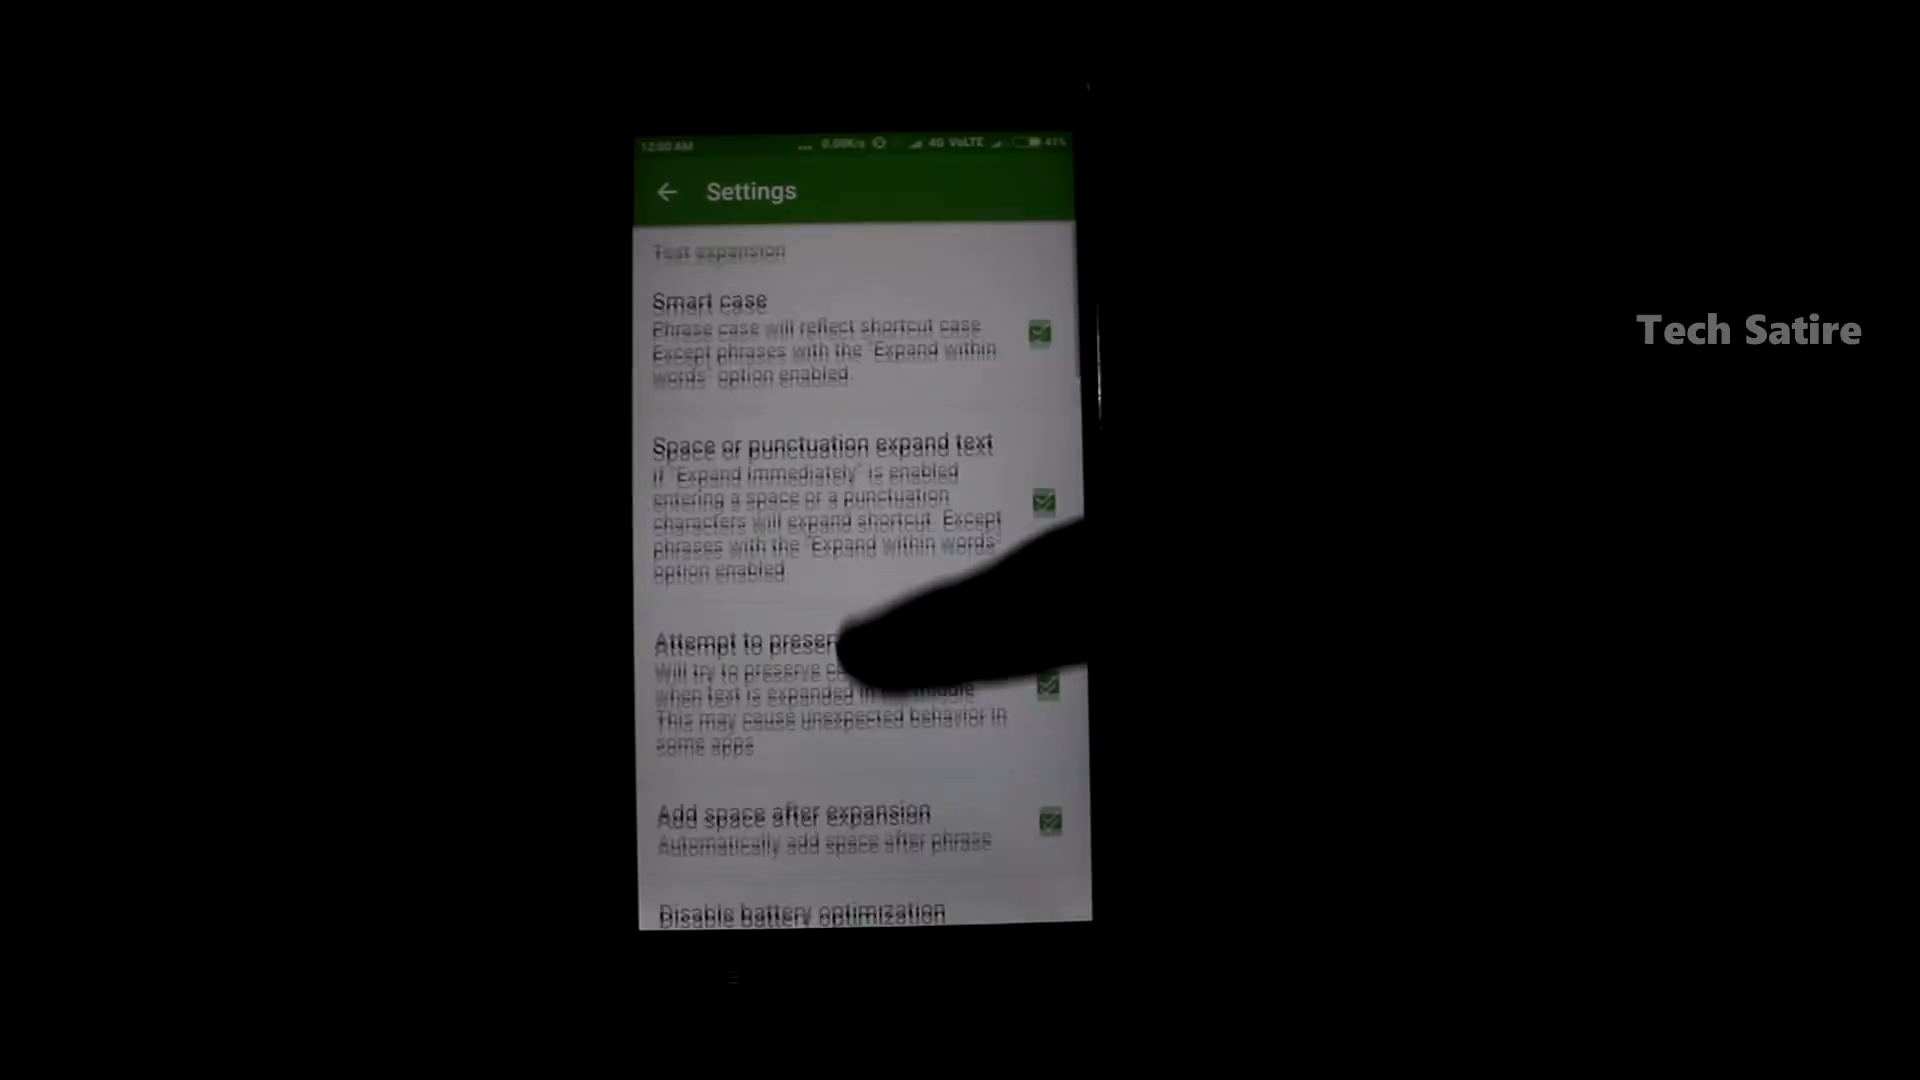 12:00 AM ... 0.00K/s 4G VoLTE 41%
Settings
Text expansion
Smart case
Phrase case will reflect shortcut case.
Except phrases with the "Expand within
words" option enabled.
Tech Satire
Space or punctuation expand text
If "Expand immediately" is enabled
entering a space or a punctuation
characters will expand shortcut. Except
phrases with the "Expand within words"
option enabled.
Attempt to
Will try to preserve
when text is expanded in middle
This may cause unexpected behavior in
some apps
Add space after expansion
Automatically add space after phrase
Disable battery optimization